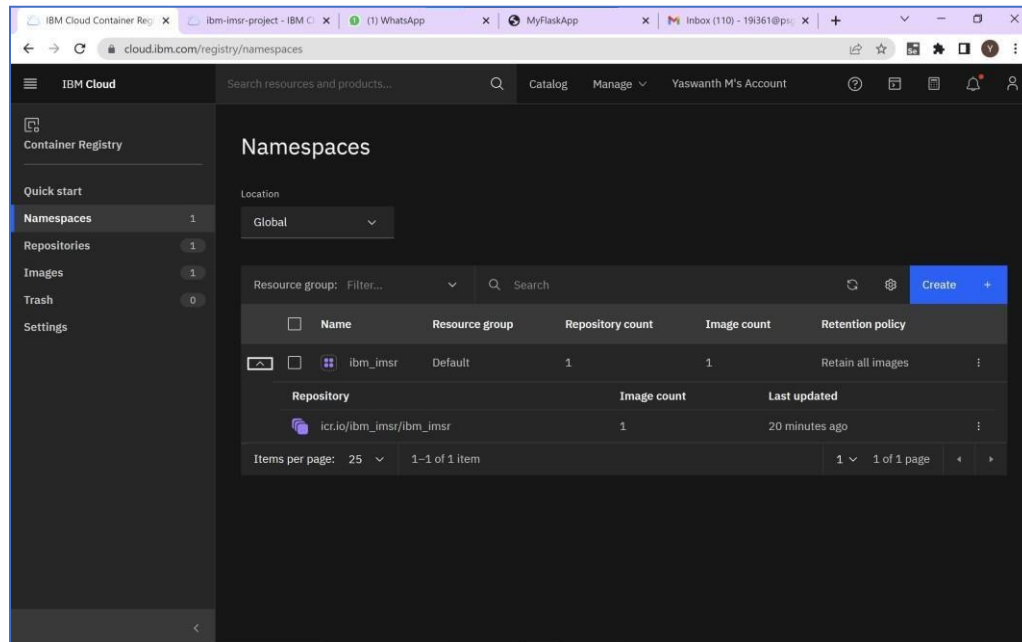 IBM Cloud Container Reg
ibm-imsr-project - IBM Cl
(1) WhatsApp
MyFlaskApp
Inbox (110) - 19i361@psg
cloud.ibm.com/registry/namespaces
Y
IBM Cloud
Search resources and products...
Catalog
Manage
Yaswanth M's Account
Container Registry
Quick start
Namespaces 1
Repositories 1
Images 1
Trash 0
Settings
Namespaces
Location
Global
Resource group: Filter...
Search
Create +
Name Resource group Repository count Image count Retention policy
ibm_imsr Default 1 1 Retain all images
Repository Image count Last updated
icr.io/ibm_imsr/ibm_imsr 1 20 minutes ago
Items per page: 25 1–1 of 1 item 1 1 of 1 page